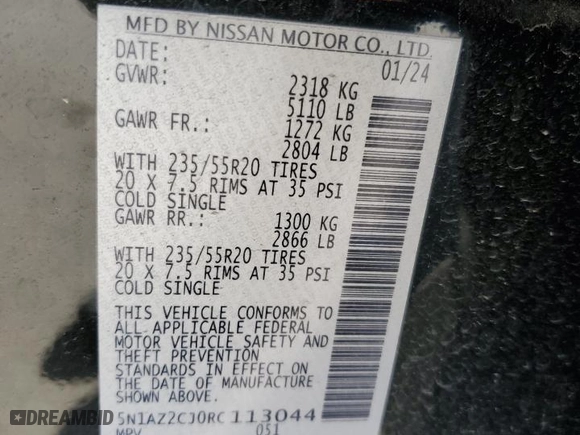 MFD BY NISSAN MOTOR CO., LTD.
DATE: 01/24
GVWR: 2318 KG
5110 LB
GAWR FR.: 1272 KG
2804 LB
WITH 235/55R20 TIRES
20 X 7.5 RIMS AT 35 PSI
COLD SINGLE
GAWR RR.: 1300 KG
2866 LB
WITH 235/55R20 TIRES
20 X 7.5 RIMS AT 35 PSI
COLD SINGLE
THIS VEHICLE CONFORMS TO
ALL APPLICABLE FEDERAL
MOTOR VEHICLE SAFETY AND
THEFT PREVENTION
STANDARDS IN EFFECT ON
THE DATE OF MANUFACTURE
SHOWN ABOVE.
5N1AZ2CJ0RC113044
MPV 051
AUTOHELPERBOT.COM